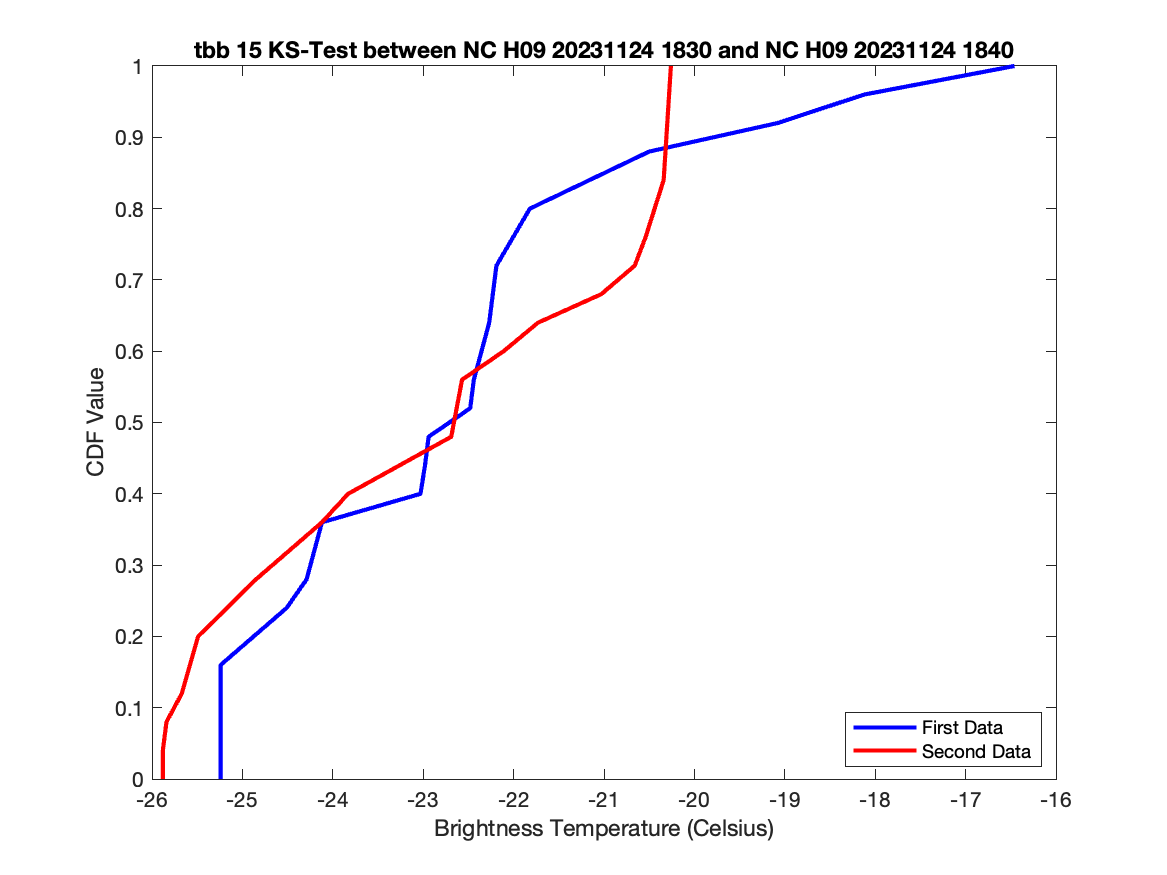 tbb 15 KS-Test between NC H09 20231124 1830 and NC H09 20231124 1840
1
0.9
0.8
0.7
0.6
0.5
0.4
0.3
0.2
0.1
0
CDF Value
First Data
Second Data
-26 -25 -24 -23 -22 -21 -20 -19 -18 -17 -16
Brightness Temperature (Celsius)